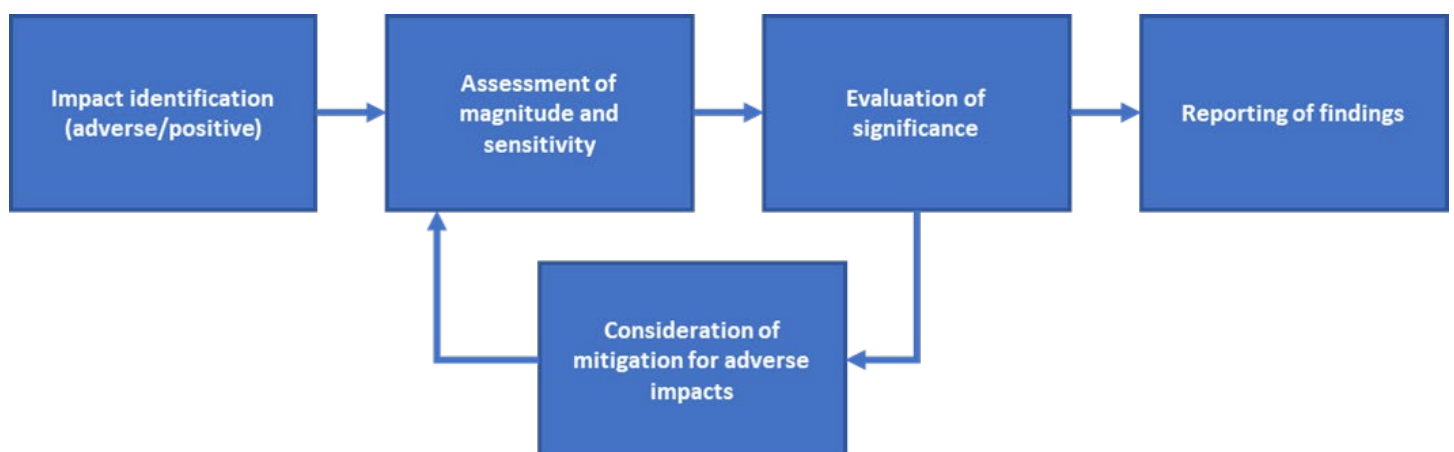 Impact identification
(adverse/positive)
Assessment of
magnitude and
sensitivity
Evaluation of
significance
Reporting of findings
Consideration of
mitigation for adverse
impacts